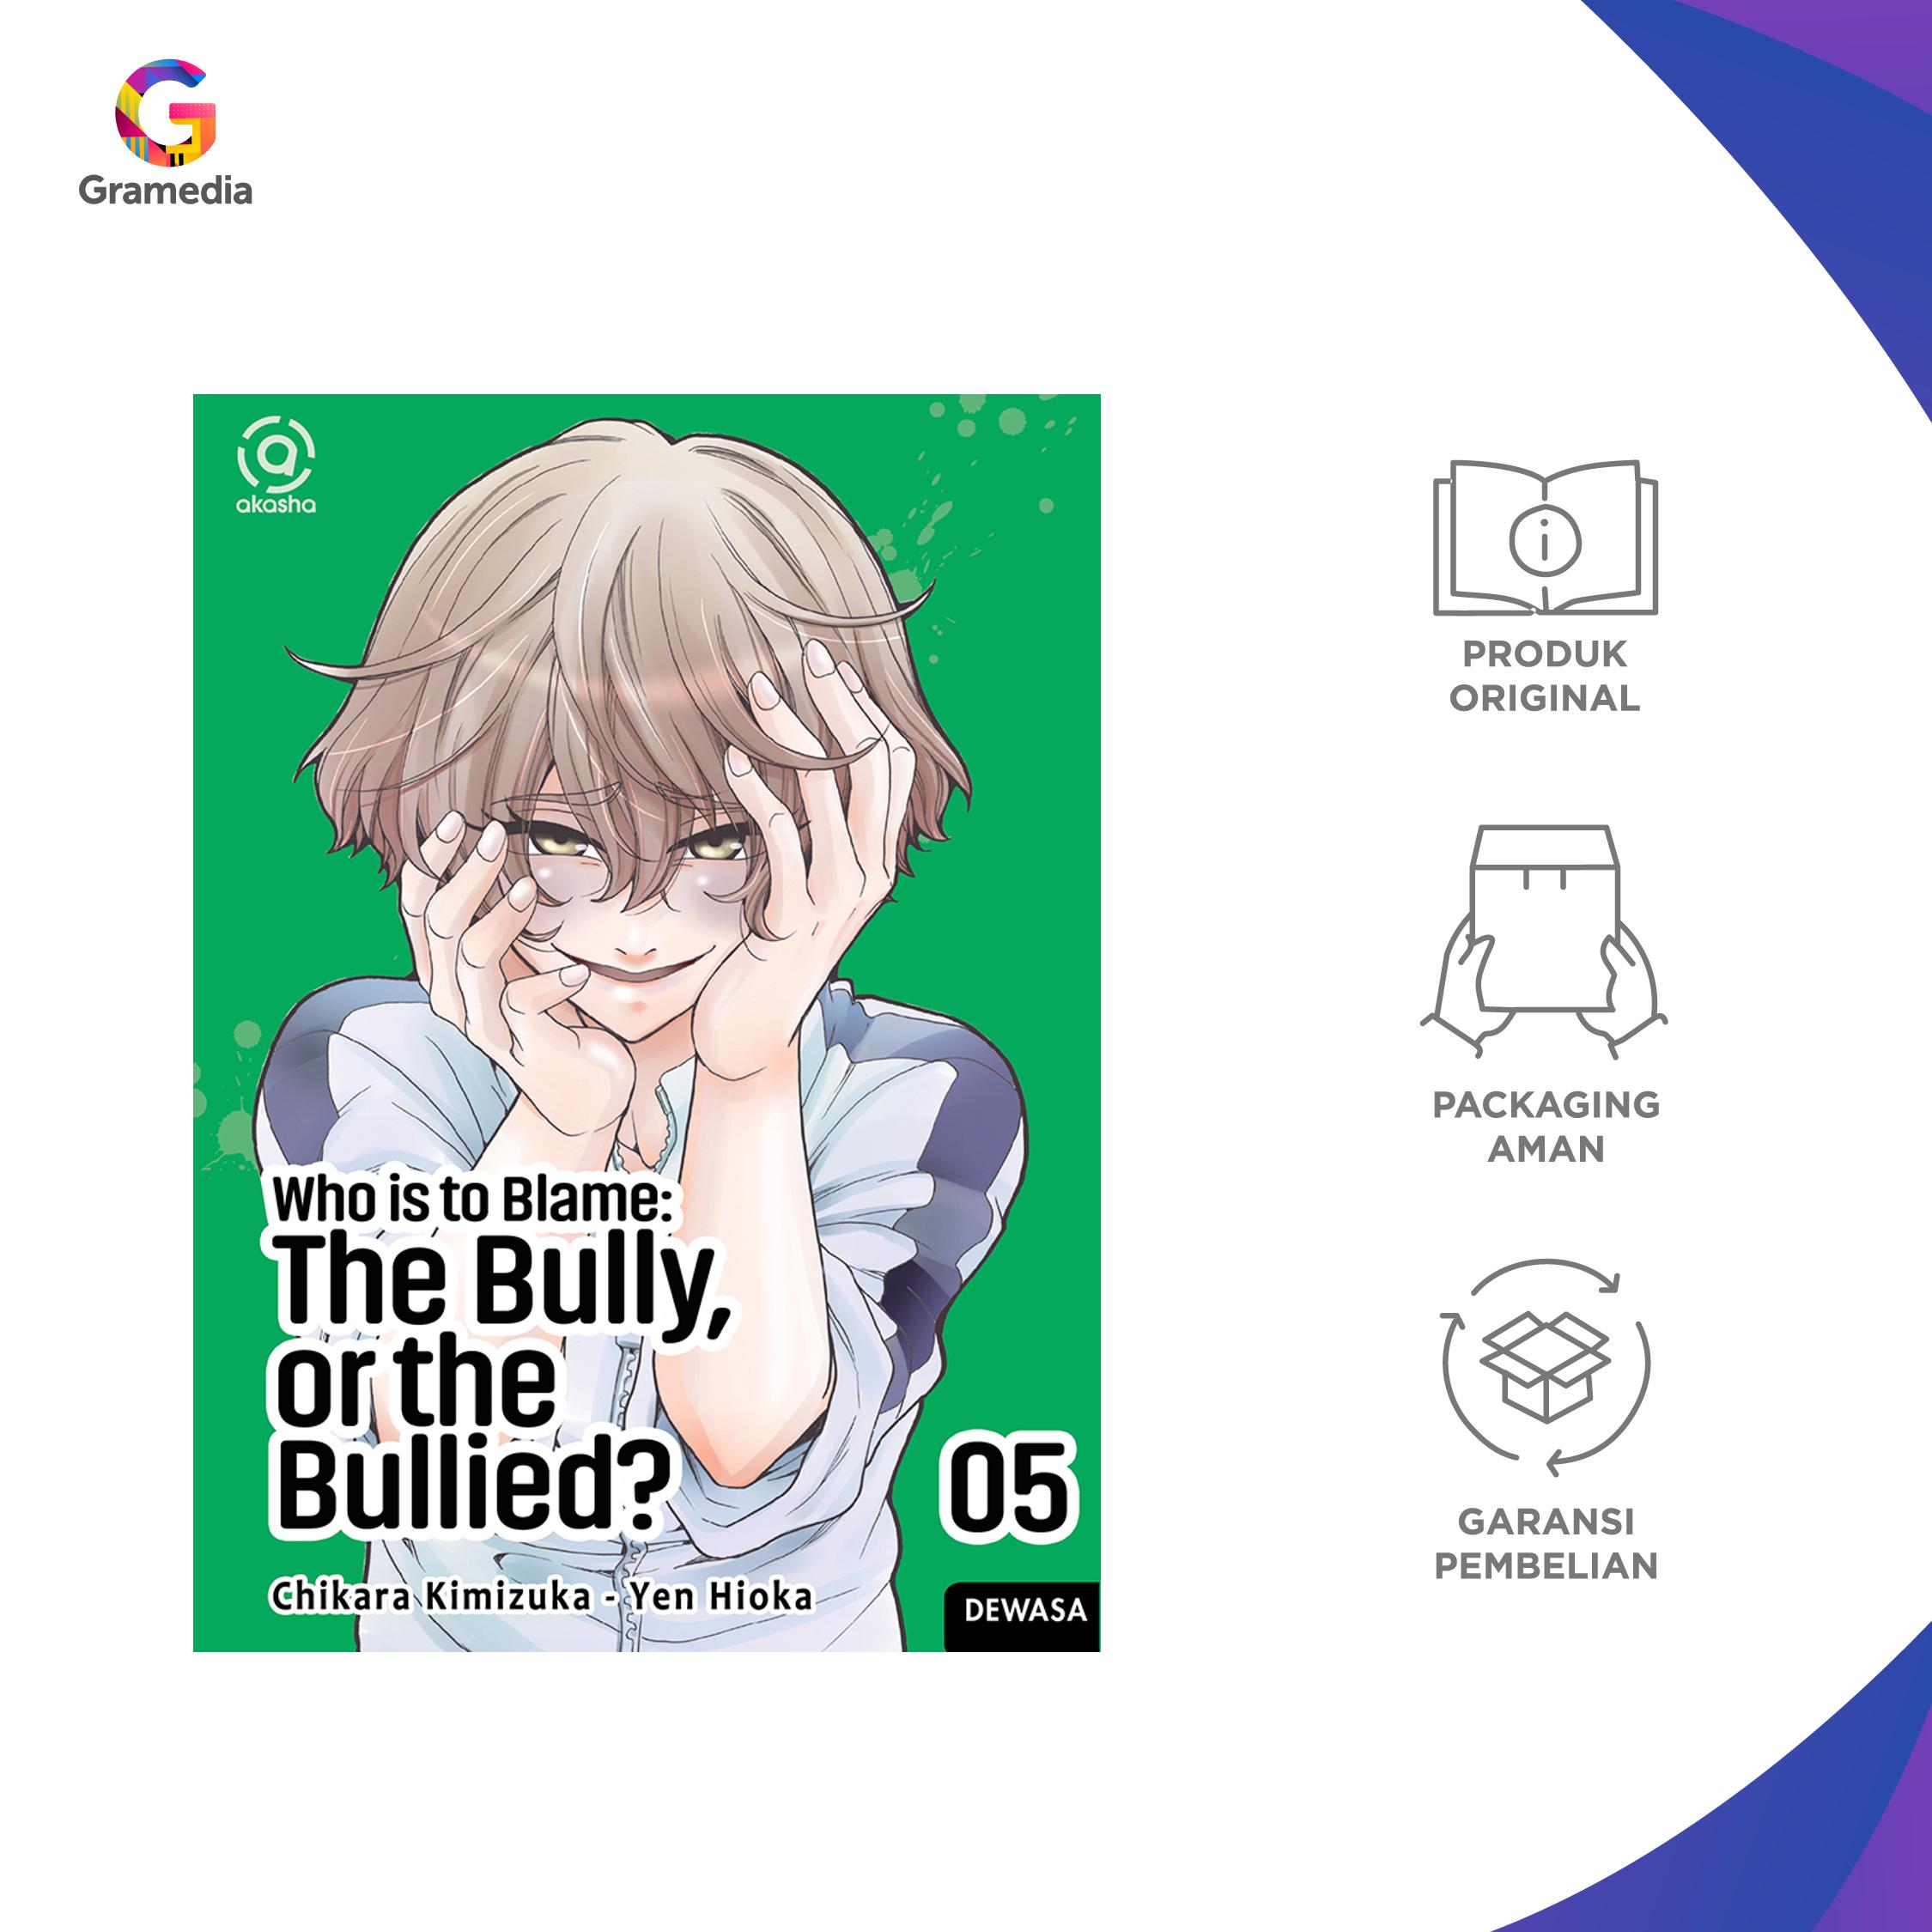 Gramedia
akasha
Who is to Blame:
The Bully,
or the
Bullied?
05
Chikara Kimizuka - Yen Hioka
DEWASA
PRODUK
ORIGINAL
PACKAGING
AMAN
GARANSI
PEMBELIAN